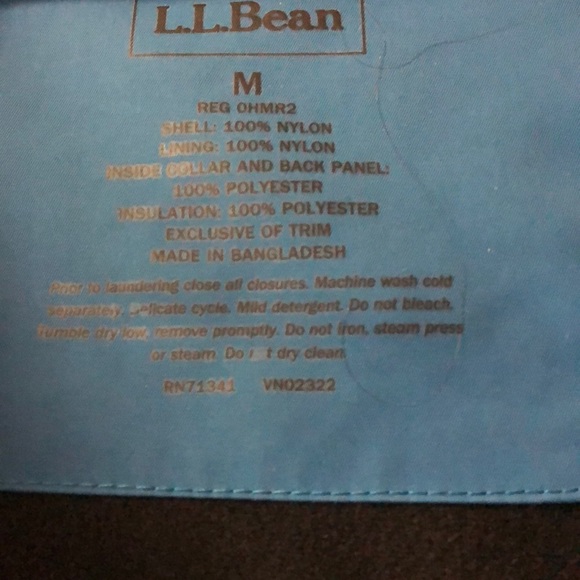 L.L.Bean
M
REG OHMR2
SHELL: 100% NYLON
LINING: 100% NYLON
INSIDE COLLAR AND BACK PANEL:
100% POLYESTER
INSULATION: 100% POLYESTER
EXCLUSIVE OF TRIM
MADE IN BANGLADESH
Prior to laundering close all closures. Machine wash cold
separately. Delicate cycle. Mild detergent. Do not bleach.
Tumble dry low, remove promptly. Do not iron, steam press
or steam. Do not dry clean.
RN71341 VN02322